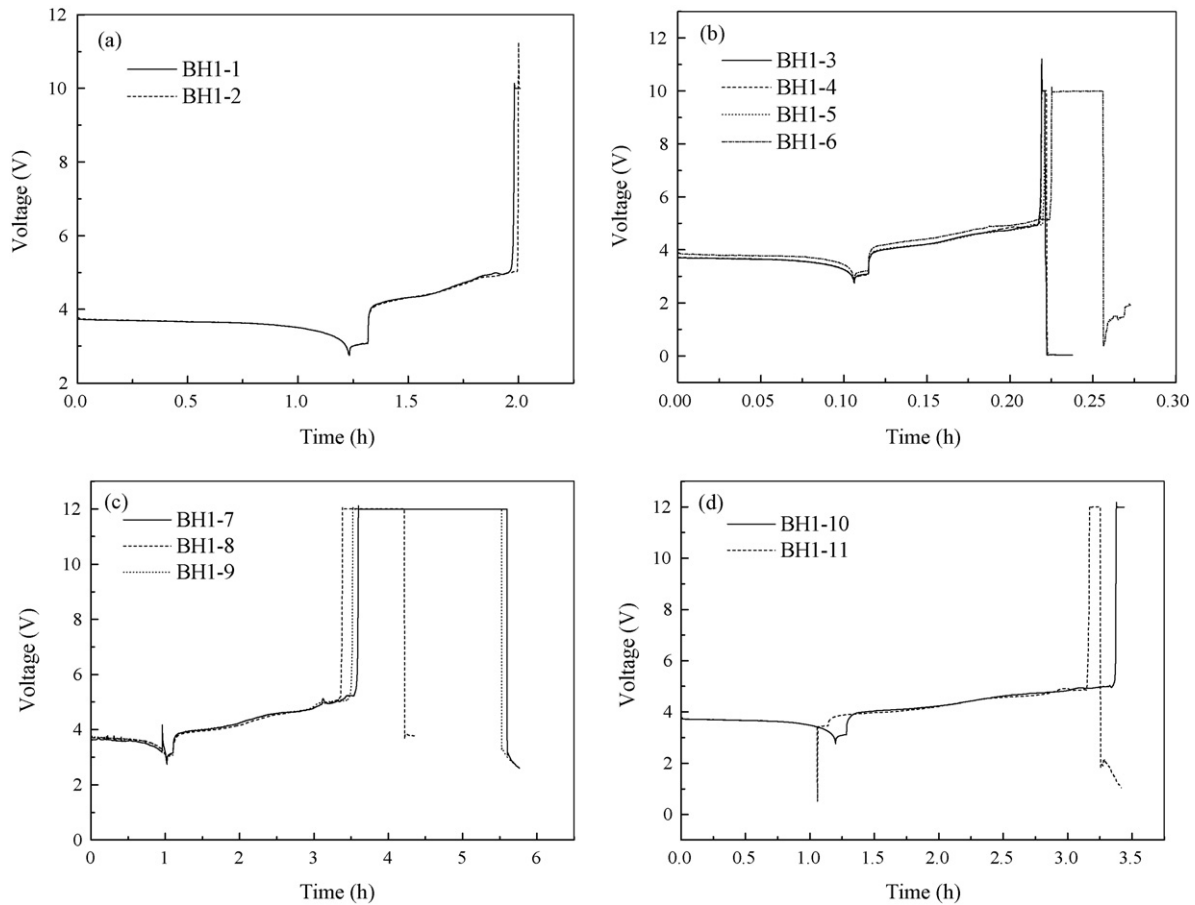 (a)
BH1-1
BH1-2
12
10
8
6
4
2
Voltage (V)
0.0 0.5 1.0 1.5 2.0
Time (h)
(b)
BH1-3
BH1-4
BH1-5
BH1-6
12
10
8
6
4
2
0
Voltage (V)
0.00 0.05 0.10 0.15 0.20 0.25 0.30
Time (h)
(c)
BH1-7
BH1-8
BH1-9
12
10
8
6
4
2
0
Voltage (V)
0 1 2 3 4 5 6
Time (h)
(d)
BH1-10
BH1-11
12
10
8
6
4
2
0
Voltage (V)
0.0 0.5 1.0 1.5 2.0 2.5 3.0 3.5
Time (h)